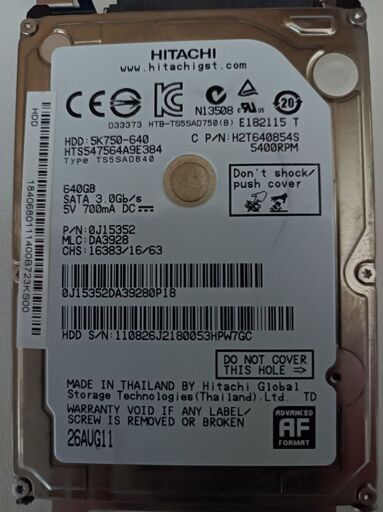 HITACHI
www.hitachigst.com
N13508
20
D33373 HTB-TS5SAD750(B) E182115 T
HDD:5K750-640 C P/N:H2T640854S
HTS547564A9E384 5400RPM
Type TS5SAD640
Don't shock/
push cover
640GB
SATA 3.0Gb/s
5V 700mA DC
P/N:0J15352
MLC:DA3928
CHS:16383/16/63
0J15352DA39280P18
HDD S/N:110826J2180053HPW7GC
DO NOT COVER
THIS HOLE
MADE IN THAILAND BY Hitachi Global
Storage Technologies(Thailand).Ltd. TD
WARRANTY VOID IF ANY LABEL/
SCREW IS REMOVED OR BROKEN
26AUG11
ADVANCED
AF
FORMAT
HDD